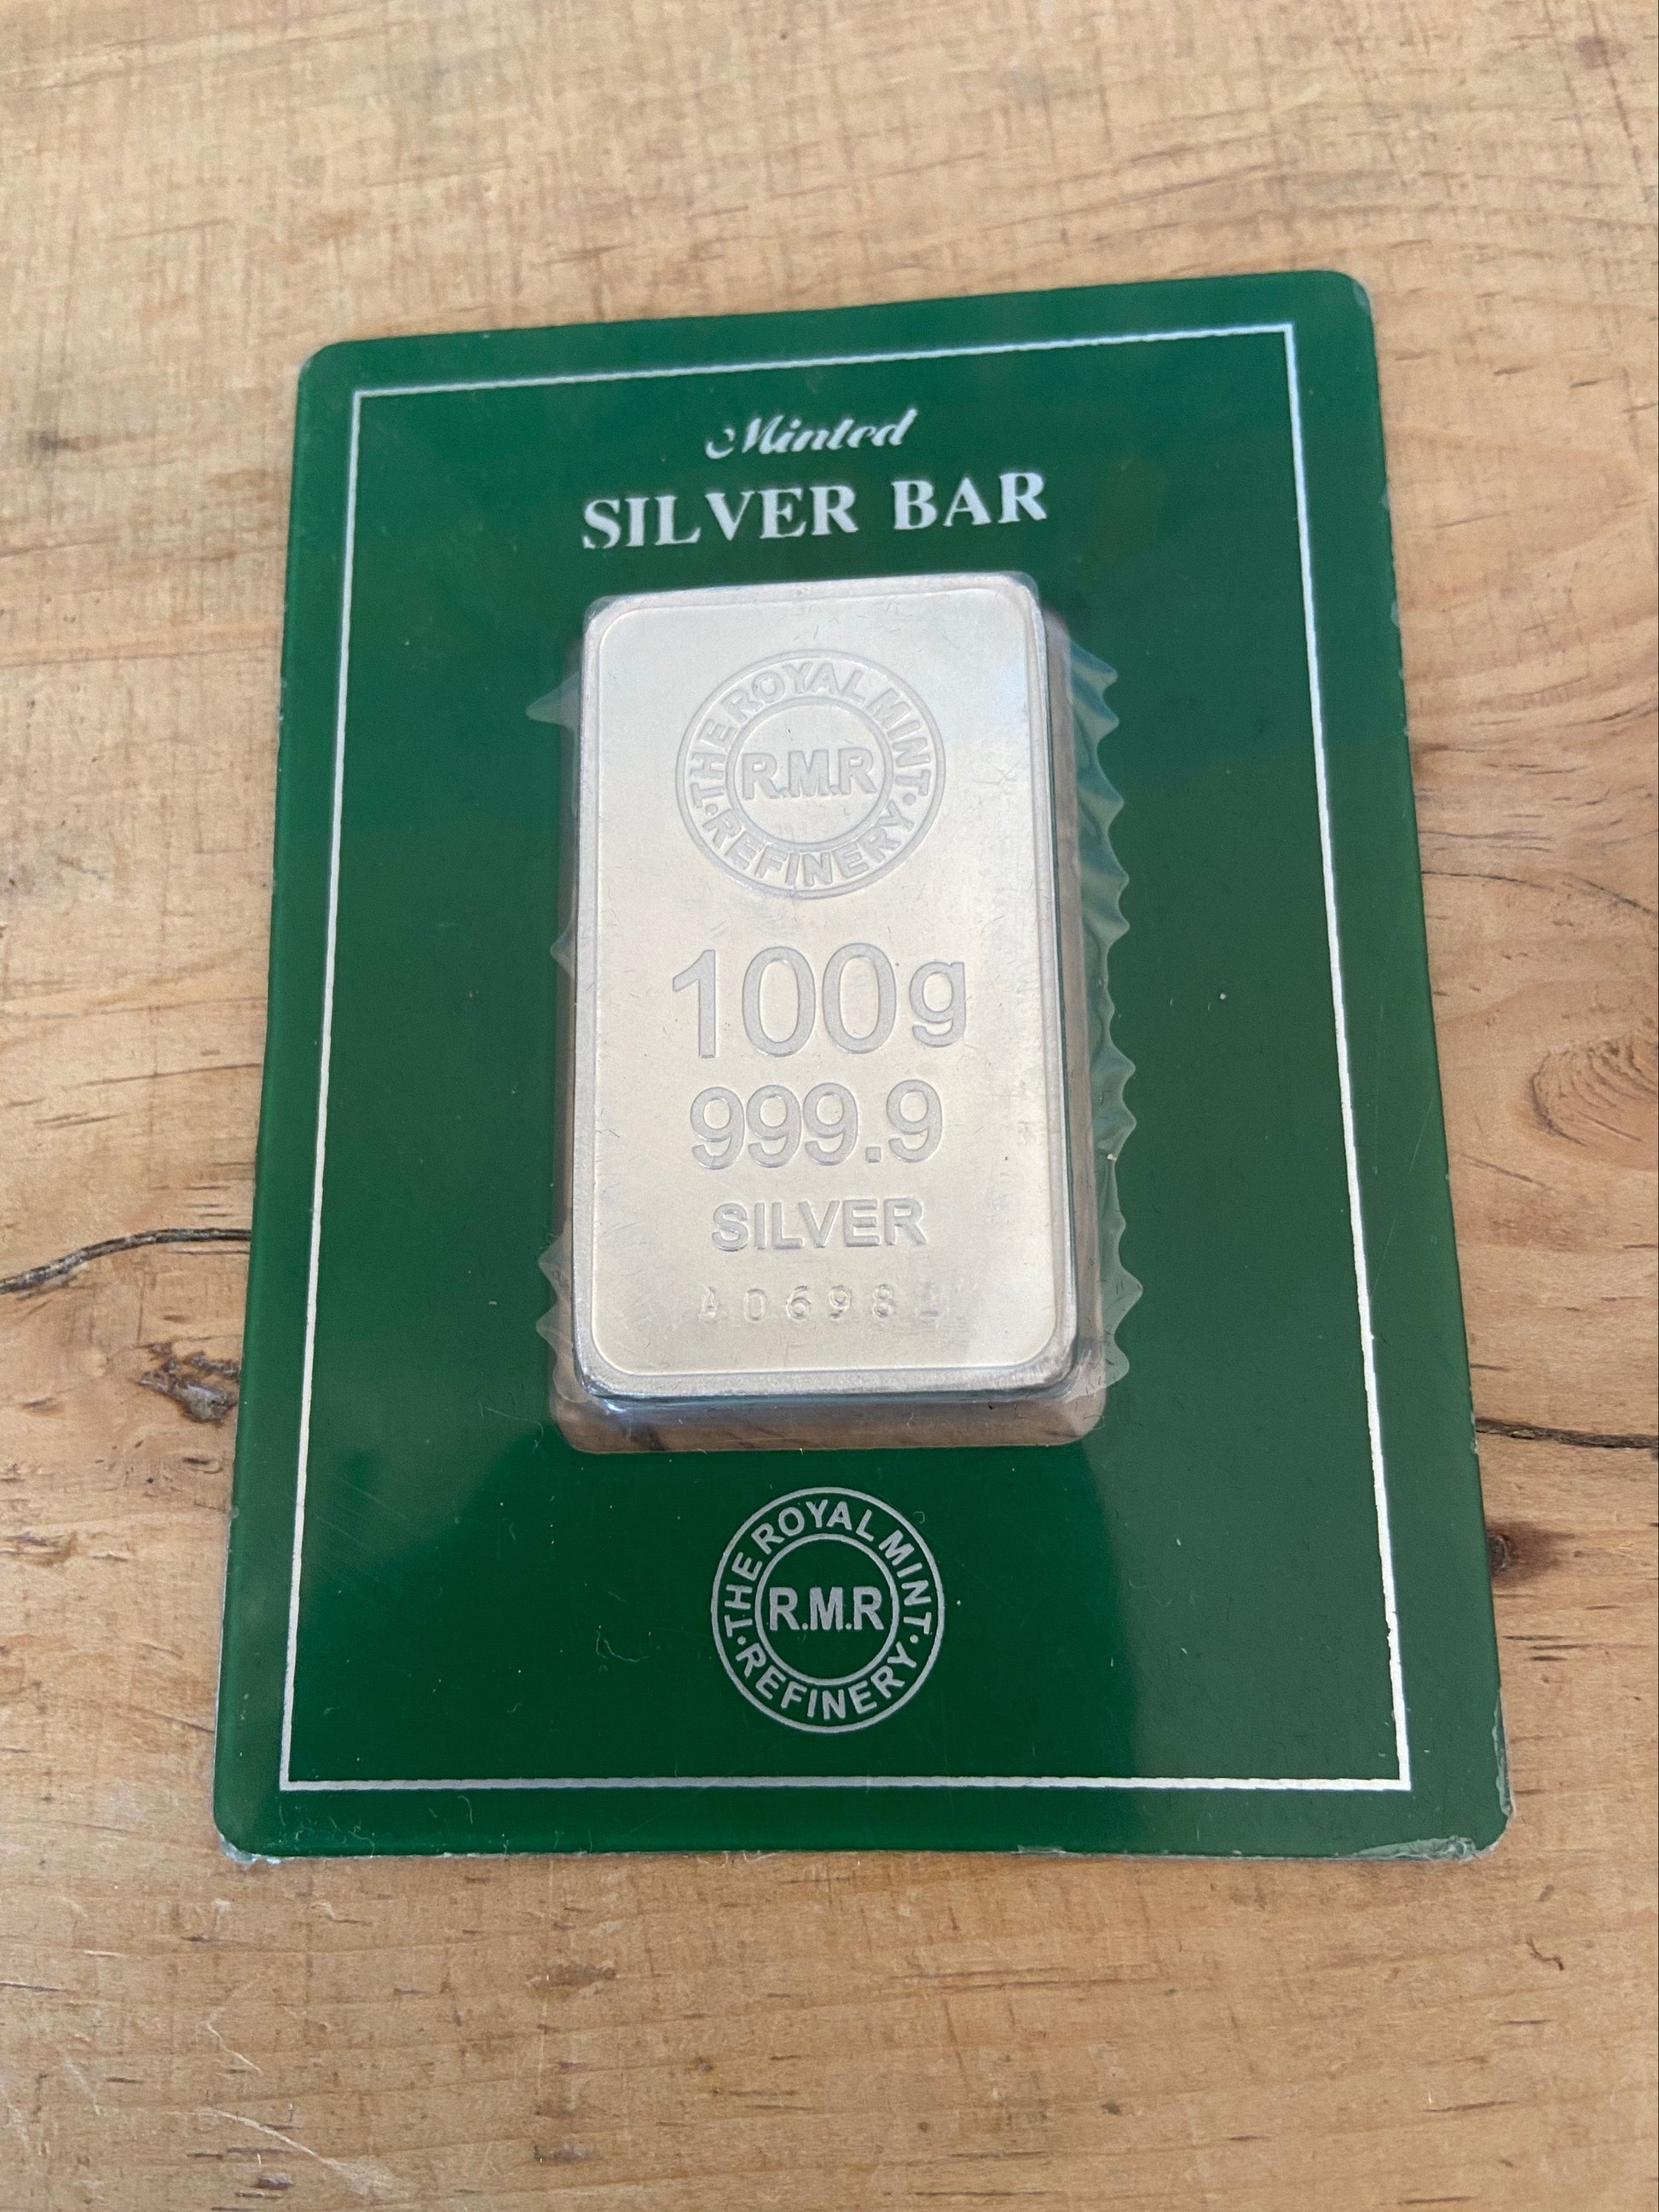 Minted
SILVER BAR
THE ROYAL MINT
R.M.R
· REFINERY ·
100g
999.9
SILVER
THE ROYAL MINT
R.M.R
· REFINERY ·